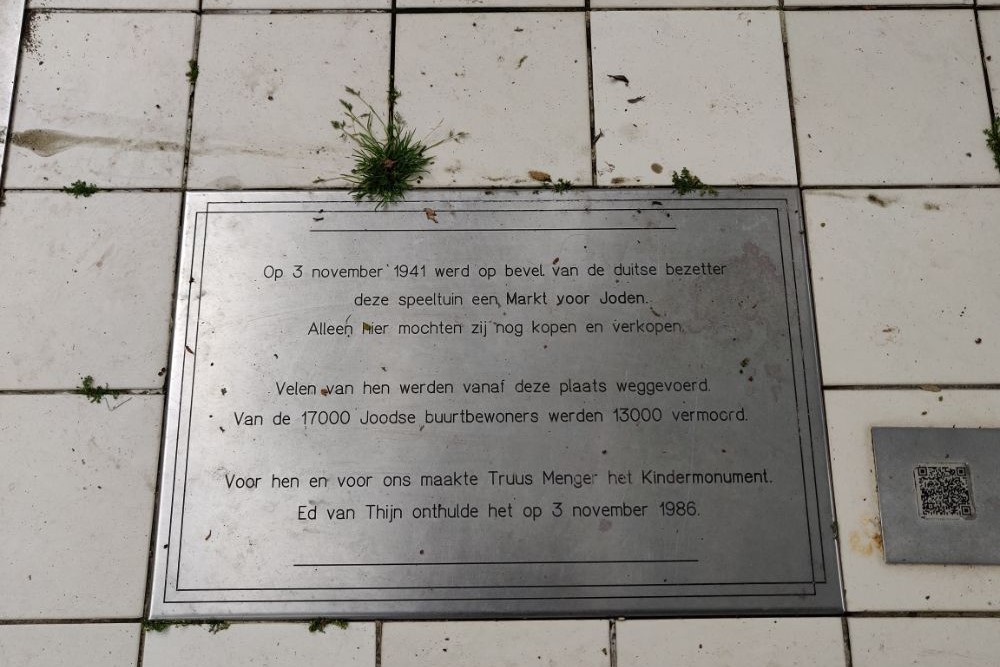 Op 3 november 1941 werd op bevel van de duitse bezetter
deze speeltuin een Markt voor Joden.
Alleen hier mochten zij nog kopen en verkopen.
Velen van hen werden vanaf deze plaats weggevoerd.
Van de 17000 Joodse buurtbewoners werden 13000 vermoord.
Voor hen en voor ons maakte Truus Menger het Kindermonument.
Ed van Thijn onthulde het op 3 november 1986.